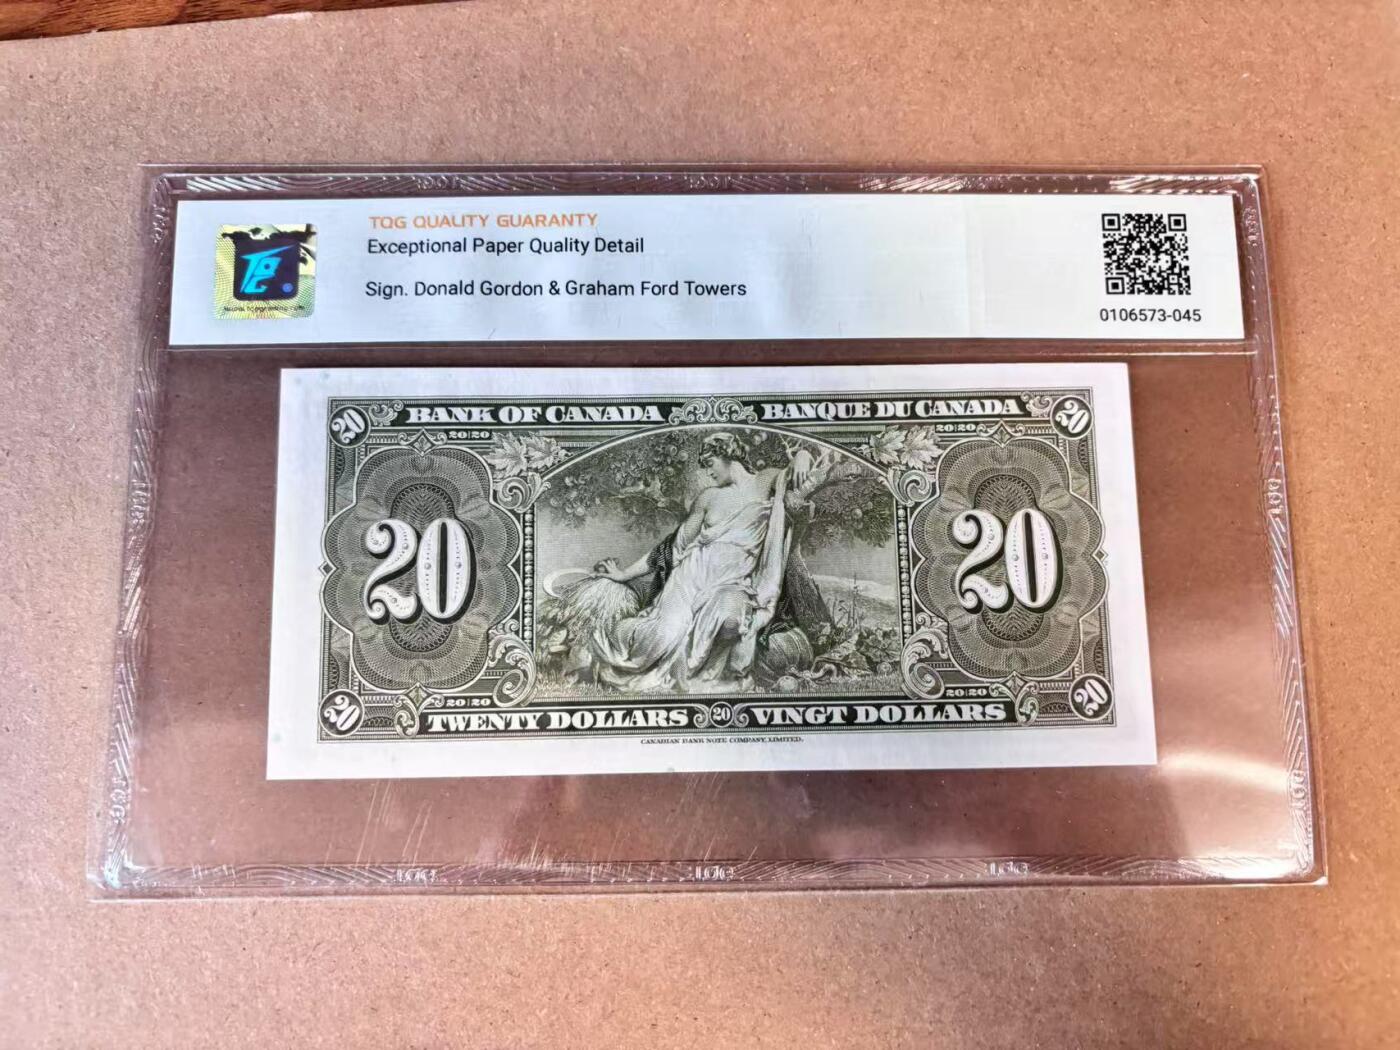 TQG QUALITY GUARANTY
Exceptional Paper Quality Detail
Sign. Donald Gordon & Graham Ford Towers
0106573-045
20 BANK OF CANADA BANQUE DU CANADA 20
20|20 20|20
20 20
20|20 20|20
20 TWENTY DOLLARS 20 VINGT DOLLARS 20
CANADIAN BANK NOTE COMPANY, LIMITED.